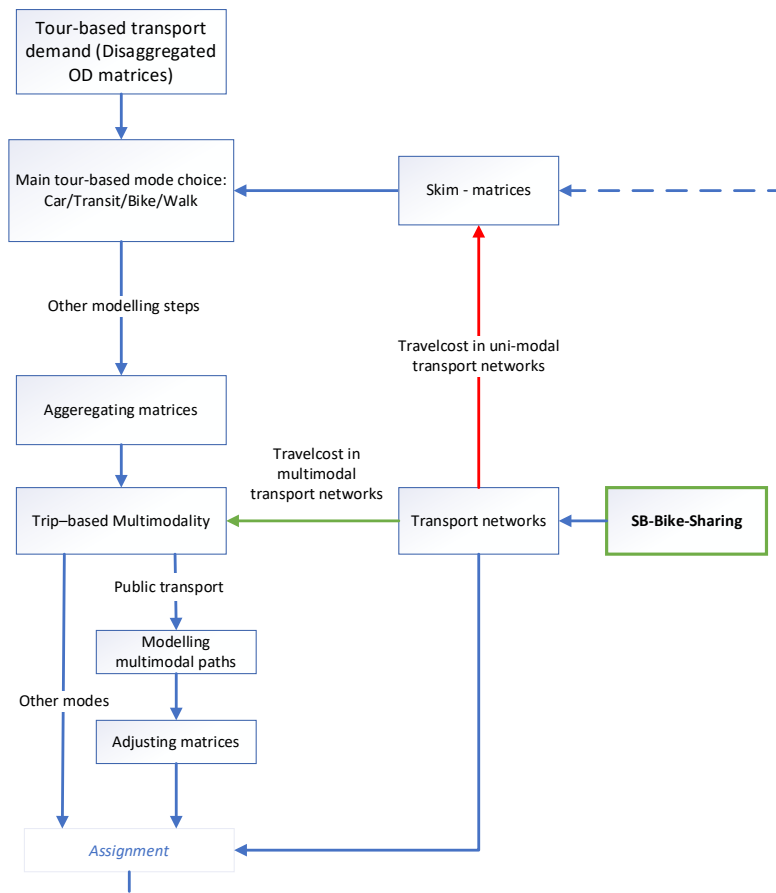 Tour-based transport
demand (Disaggregated
OD matrices)
Main tour-based mode choice:
Car/Transit/Bike/Walk
Skim - matrices
Other modelling steps
Travelcost in uni-modal
transport networks
Aggeregating matrices
Travelcost in
multimodal
transport networks
Trip–based Multimodality
Transport networks
SB-Bike-Sharing
Public transport
Modelling
multimodal paths
Other modes
Adjusting matrices
Assignment